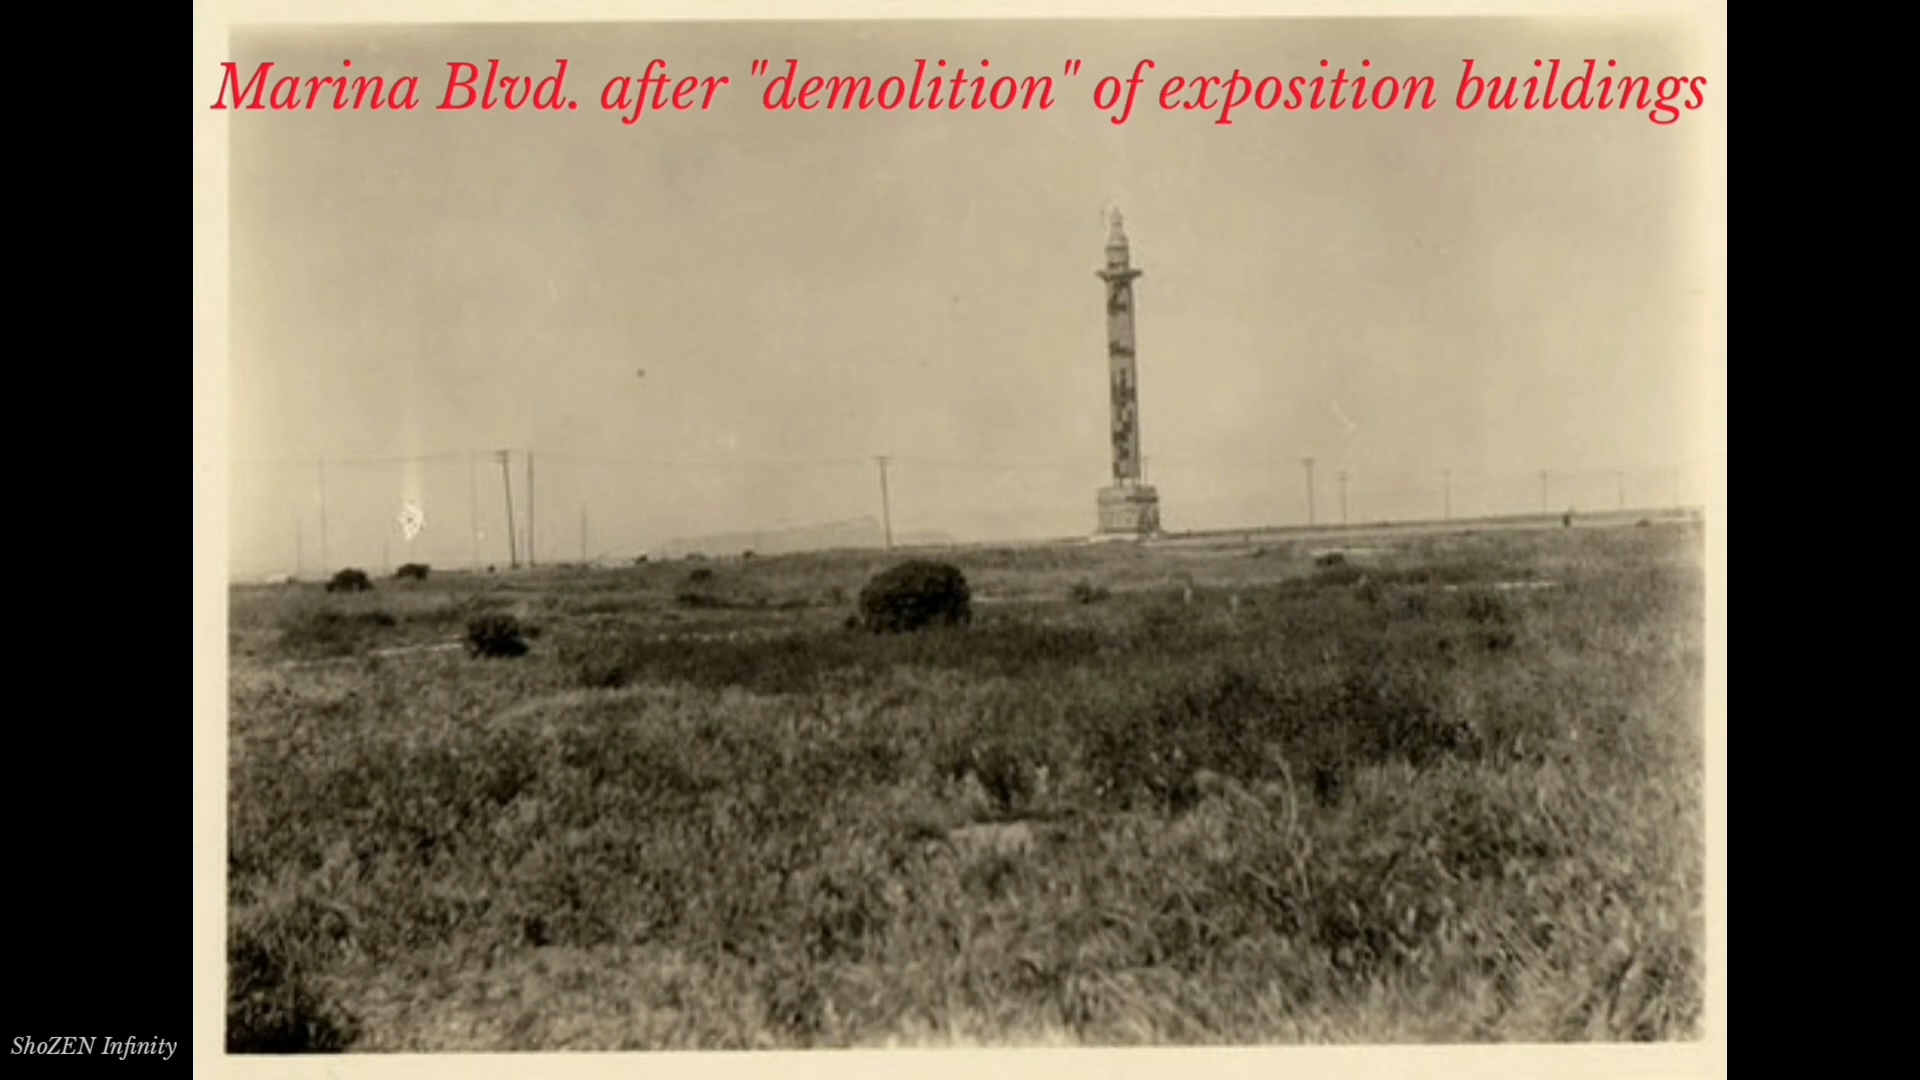 Marina Blvd. after "demolition" of exposition buildings
ShoZEN Infinity